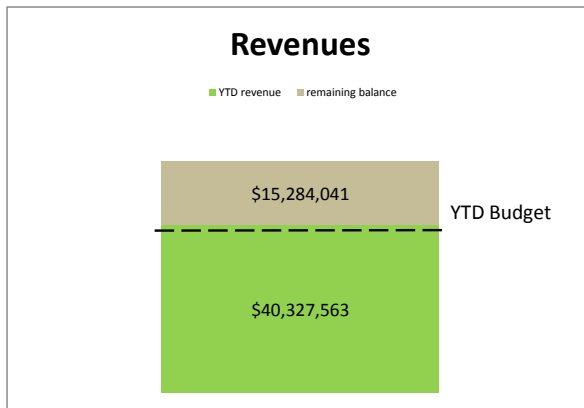 Revenues
YTD revenue remaining balance
$15,284,041
YTD Budget
$40,327,563